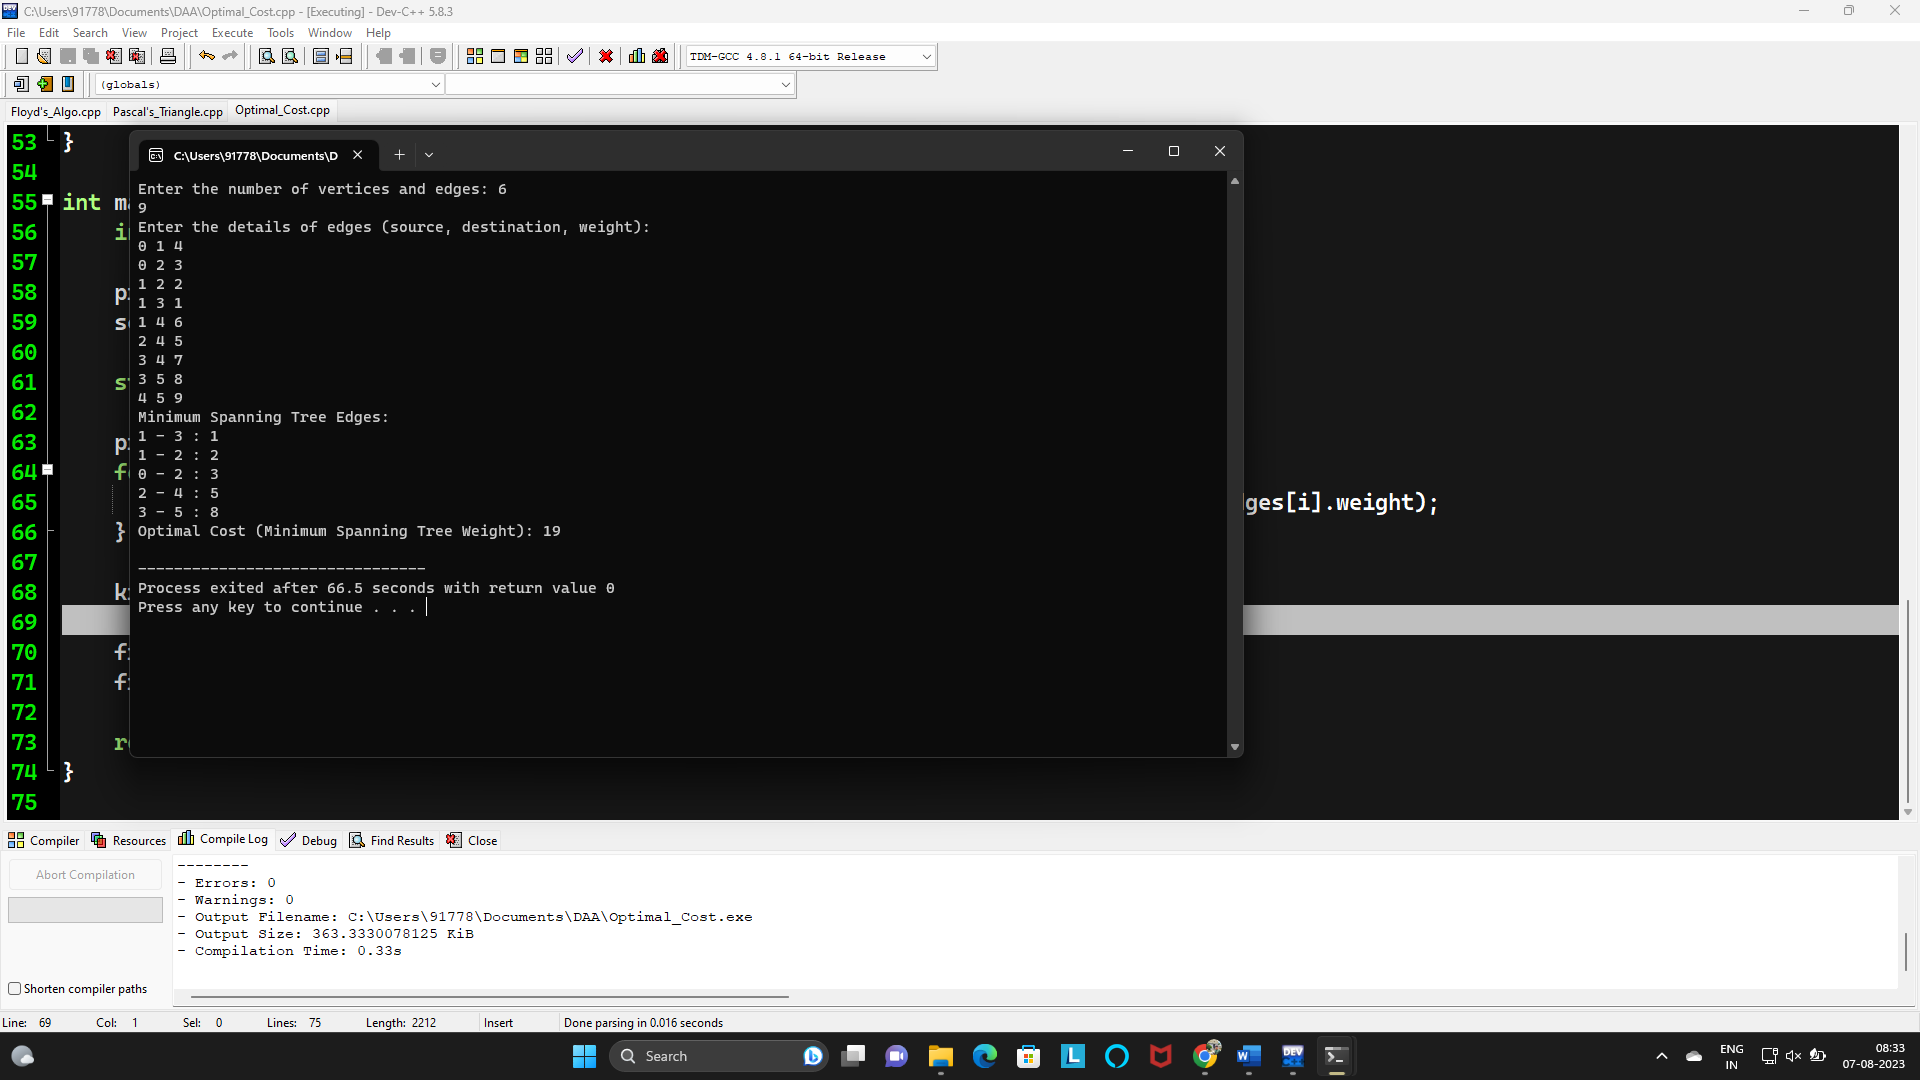 C:\Users\91778\Documents\DAA\Optimal_Cost.cpp - [Executing] - Dev-C++ 5.8.3
File Edit Search View Project Execute Tools Window Help
TDM-GCC 4.8.1 64-bit Release
(globals)
Floyd's_Algo.cpp Pascal's_Triangle.cpp Optimal_Cost.cpp
C:\Users\91778\Documents\D
53 }
54
55 int
56
57
58
59
60
61
62
63
64
65 ges[i].weight);
66 }
67
68
69
70
71
72
73
74 }
75
Enter the number of vertices and edges: 6
9
Enter the details of edges (source, destination, weight):
0 1 4
0 2 3
1 2 2
1 3 1
1 4 6
2 4 5
3 4 7
3 5 8
4 5 9
Minimum Spanning Tree Edges:
1 - 3 : 1
1 - 2 : 2
0 - 2 : 3
2 - 4 : 5
3 - 5 : 8
Optimal Cost (Minimum Spanning Tree Weight): 19
--------------------------------
Process exited after 66.5 seconds with return value 0
Press any key to continue . . .
Compiler Resources Compile Log Debug Find Results Close
Abort Compilation
Shorten compiler paths
--------
- Errors: 0
- Warnings: 0
- Output Filename: C:\Users\91778\Documents\DAA\Optimal_Cost.exe
- Output Size: 363.3330078125 KiB
- Compilation Time: 0.33s
Line: 69 Col: 1 Sel: 0 Lines: 75 Length: 2212 Insert Done parsing in 0.016 seconds
Search
DEV
ENG
IN
08:33
07-08-2023